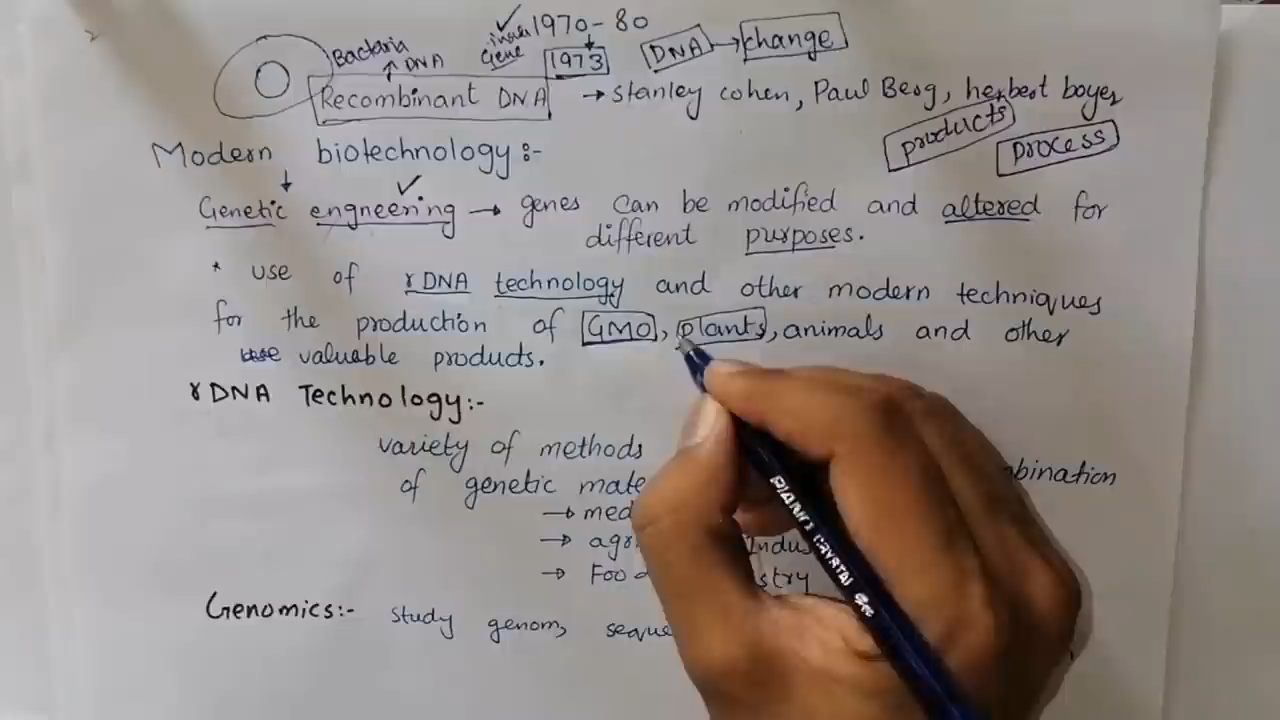 1970-80
Gene
Bactaria
DNA
1973
DNA → change
Recombinant DNA → stanley cohen, Paul Berg, herbert boyer
products
process
Modern biotechnology:-
Genetic engneering → genes can be modified and altered for
different purposes.
* use of rDNA technology and other modern techniques
for the production of GMO, plants, animals and other
valuable products.
rDNA Technology:-
variety of methods
of genetic mate
→ med
→ agr Indus
→ Foo stry
Genomics:- study genom, seque